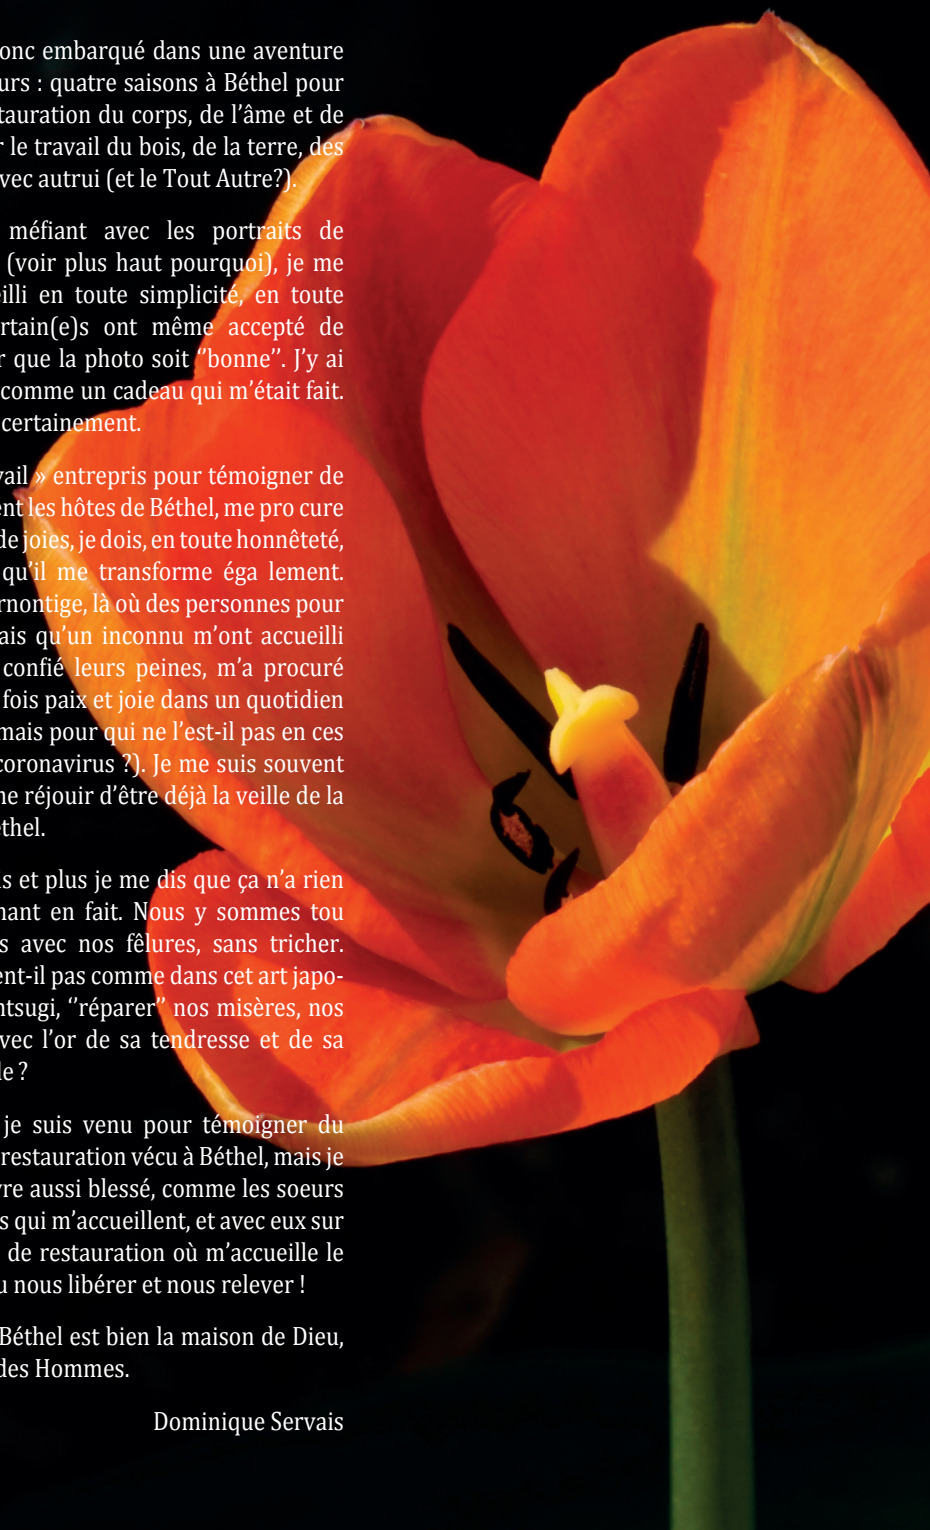 onc embarqué dans une aventure
urs : quatre saisons à Béthel pour
tauration du corps, de l’âme et de
r le travail du bois, de la terre, des
vec autrui (et le Tout Autre?).
méfiant avec les portraits de
(voir plus haut pourquoi), je me
eilli en toute simplicité, en toute
rtain(e)s ont même accepté de
r que la photo soit ‘’bonne’’. J’y ai
comme un cadeau qui m’était fait.
certainement.
vail » entrepris pour témoigner de
ent les hôtes de Béthel, me pro cure
de joies, je dois, en toute honnêteté,
qu’il me transforme éga lement.
rnontige, là où des personnes pour
ais qu’un inconnu m’ont accueilli
confié leurs peines, m’a procuré
fois paix et joie dans un quotidien
mais pour qui ne l’est-il pas en ces
coronavirus ?). Je me suis souvent
ne réjouir d’être déjà la veille de la
éthel.
is et plus je me dis que ça n’a rien
nant en fait. Nous y sommes tou
s avec nos fêlures, sans tricher.
ent-il pas comme dans cet art japo-
ntsugi, ‘’réparer’’ nos misères, nos
vec l’or de sa tendresse et de sa
le ?
je suis venu pour témoigner du
restauration vécu à Béthel, mais je
vre aussi blessé, comme les soeurs
s qui m’accueillent, et avec eux sur
de restauration où m’accueille le
u nous libérer et nous relever !
Béthel est bien la maison de Dieu,
des Hommes.
Dominique Servais